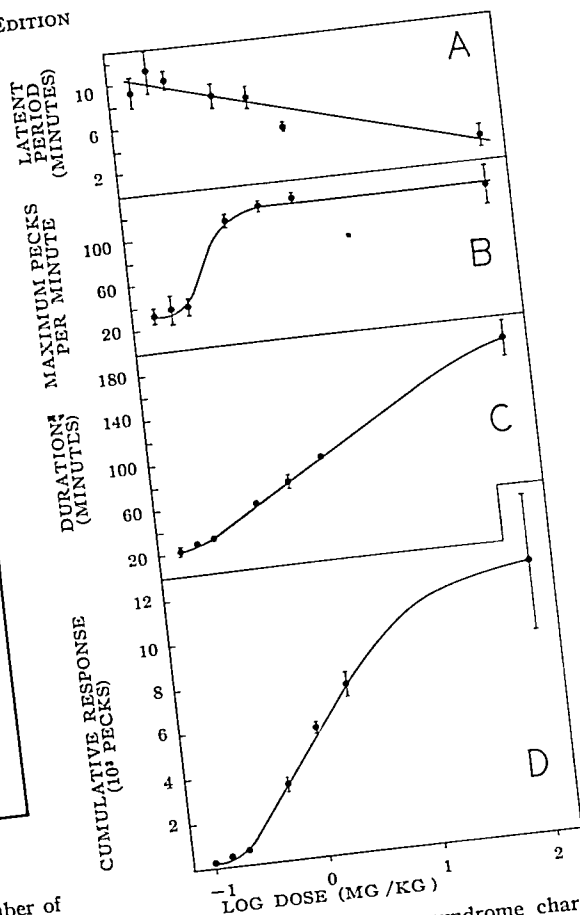 EDITION
A
LATENT
PERIOD
(MINUTES)
10
6
2
B
MAXIMUM PECKS
PER MINUTE
100
60
20
C
DURATION
(MINUTES)
180
140
100
60
20
D
CUMULATIVE RESPONSE
(10³ PECKS)
12
10
8
6
4
2
−1 0 1 2
LOG DOSE (MG/KG)
ber of
ndrome char